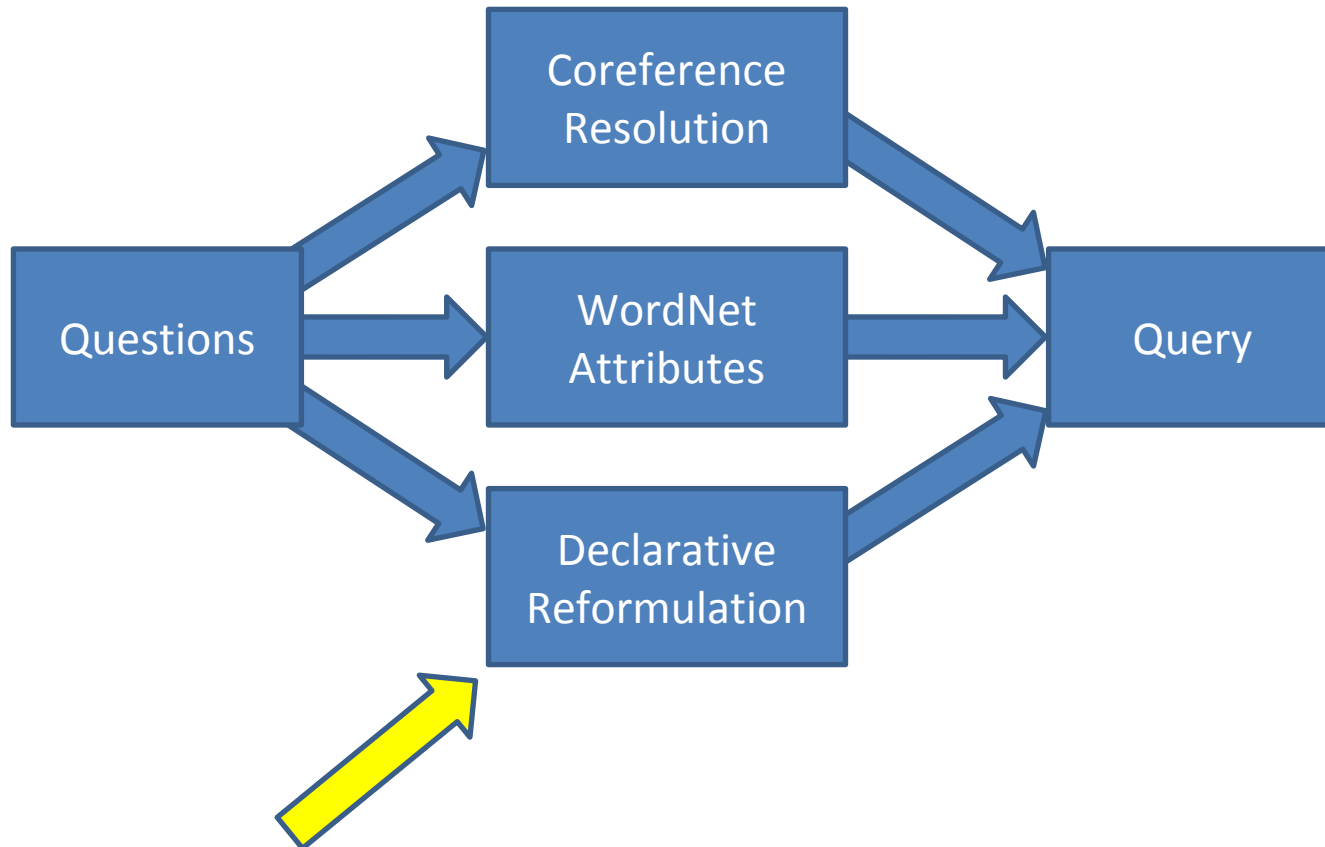 Coreference
Resolution
Questions
WordNet
Attributes
Query
Declarative
Reformulation